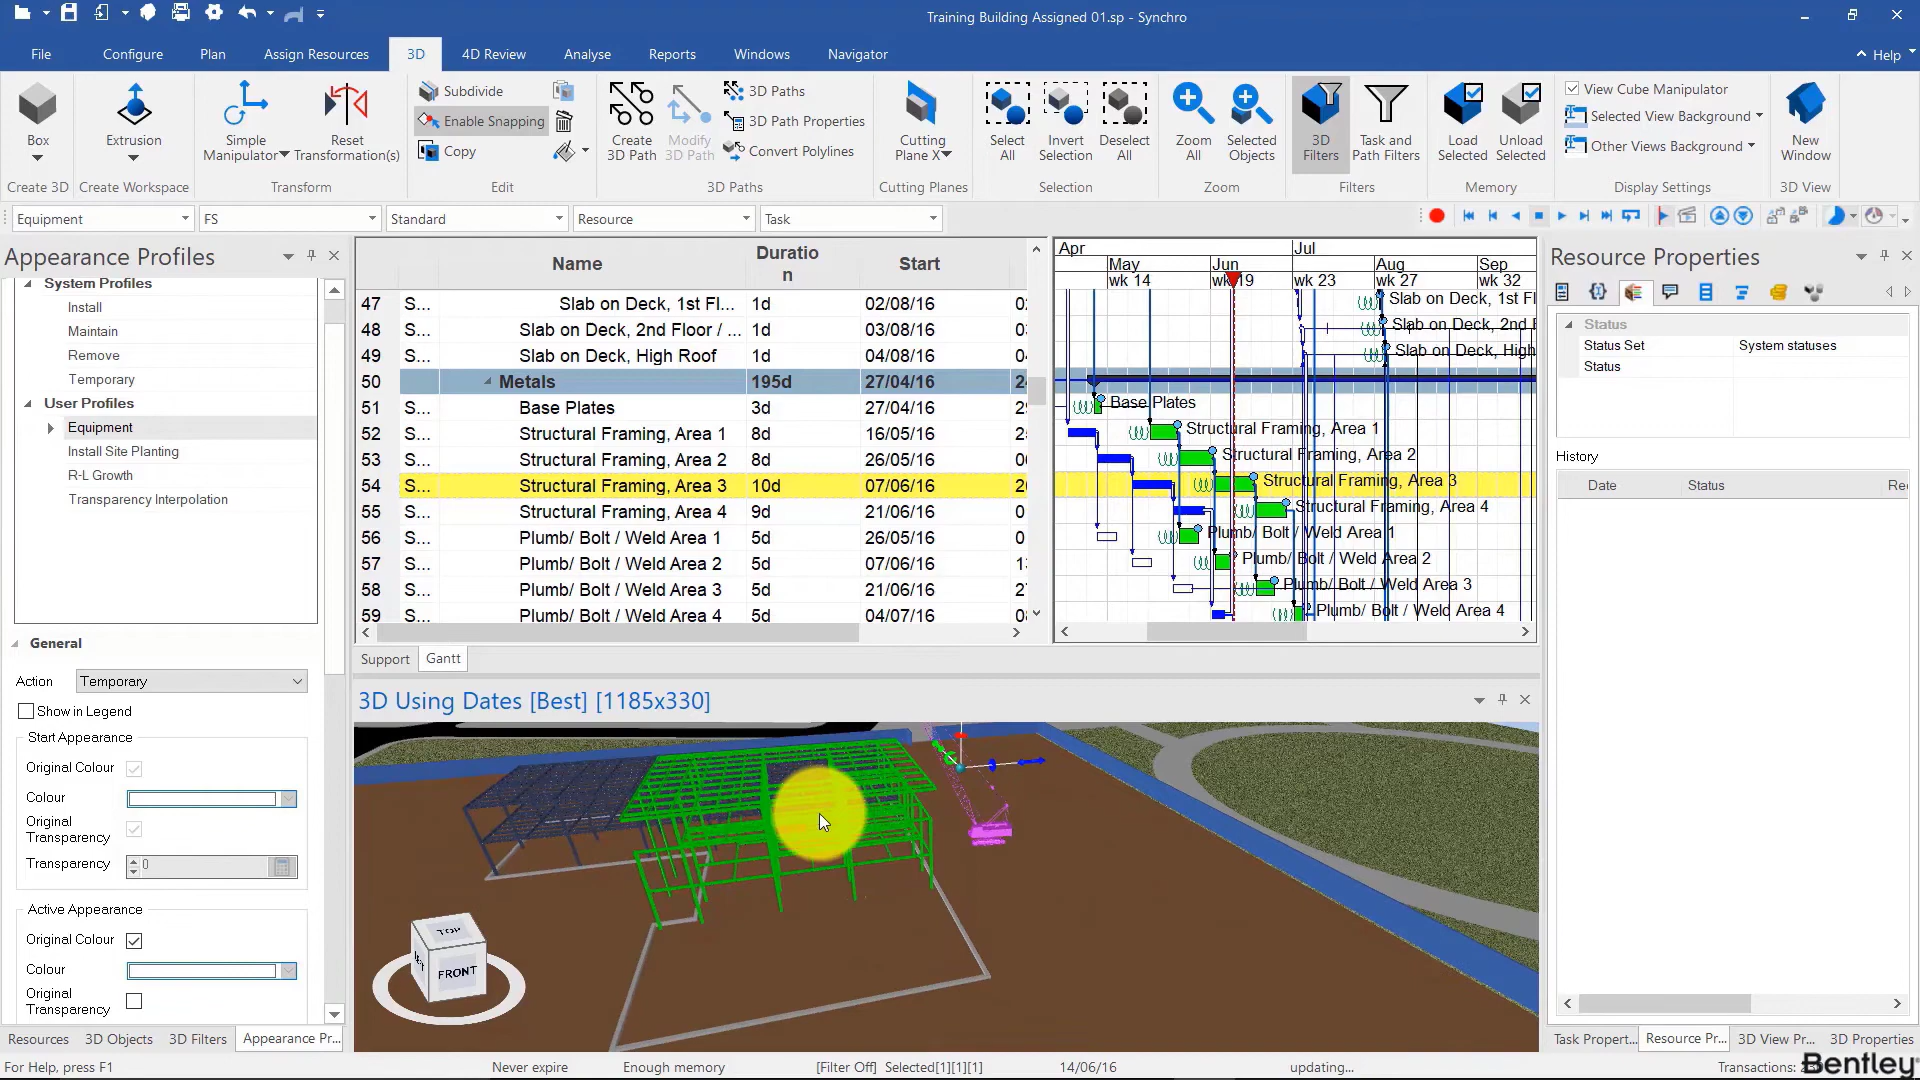 Training Building Assigned 01.sp - Synchro
File Configure Plan Assign Resources 3D 4D Review Analyse Reports Windows Navigator Help
Box
Extrusion
Simple
Manipulator
Reset
Transformation(s)
Subdivide
Enable Snapping
Copy
Create
3D Path
Modify
3D Path
3D Paths
3D Path Properties
Convert Polylines
Cutting
Plane X
Select
All
Invert
Selection
Deselect
All
Zoom
All
Selected
Objects
3D
Filters
Task and
Path Filters
Load
Selected
Unload
Selected
View Cube Manipulator
Selected View Background
Other Views Background
New
Window
Create 3D Create Workspace Transform Edit 3D Paths Cutting Planes Selection Zoom Filters Memory Display Settings 3D View
Equipment FS Standard Resource Task
Appearance Profiles
System Profiles
Install
Maintain
Remove
Temporary
User Profiles
Equipment
Install Site Planting
R-L Growth
Transparency Interpolation
General
Action Temporary
Show in Legend
Start Appearance
Original Colour
Colour
Original
Transparency
Transparency 0
Active Appearance
Original Colour
Colour
Original
Transparency
Resources 3D Objects 3D Filters Appearance Pr...
Name Duratio
n Start
47 S... Slab on Deck, 1st Fl... 1d 02/08/16 02
48 S... Slab on Deck, 2nd Floor / ... 1d 03/08/16 03
49 S... Slab on Deck, High Roof 1d 04/08/16 04
50 Metals 195d 27/04/16 24
51 S... Base Plates 3d 27/04/16 29
52 S... Structural Framing, Area 1 8d 16/05/16 25
53 S... Structural Framing, Area 2 8d 26/05/16 06
54 S... Structural Framing, Area 3 10d 07/06/16 20
55 S... Structural Framing, Area 4 9d 21/06/16 0
56 S... Plumb/ Bolt / Weld Area 1 5d 26/05/16 0
57 S... Plumb/ Bolt / Weld Area 2 5d 07/06/16 13
58 S... Plumb/ Bolt / Weld Area 3 5d 21/06/16 27
59 S... Plumb/ Bolt / Weld Area 4 5d 04/07/16 08
Support Gantt
Apr Jul
May Jun Aug Sep
wk 14 wk 19 wk 23 wk 27 wk 32
Slab on Deck, 1st Fl
Slab on Deck, 2nd F
Slab on Deck, High
Base Plates
Structural Framing, Area 1
Structural Framing, Area 2
Structural Framing, Area 3
Structural Framing, Area 4
Plumb/ Bolt / Weld Area 1
Plumb/ Bolt / Weld Area 2
Plumb/ Bolt / Weld Area 3
Plumb/ Bolt / Weld Area 4
3D Using Dates [Best] [1185x330]
TOP
FRONT
Resource Properties
Status
Status Set System statuses
Status
History
Date Status Re
Task Propert... Resource Pr... 3D View Pr... 3D Properties
For Help, press F1 Never expire Enough memory [Filter Off] Selected[1][1][1] 14/06/16 updating... Transactions:
Bentley